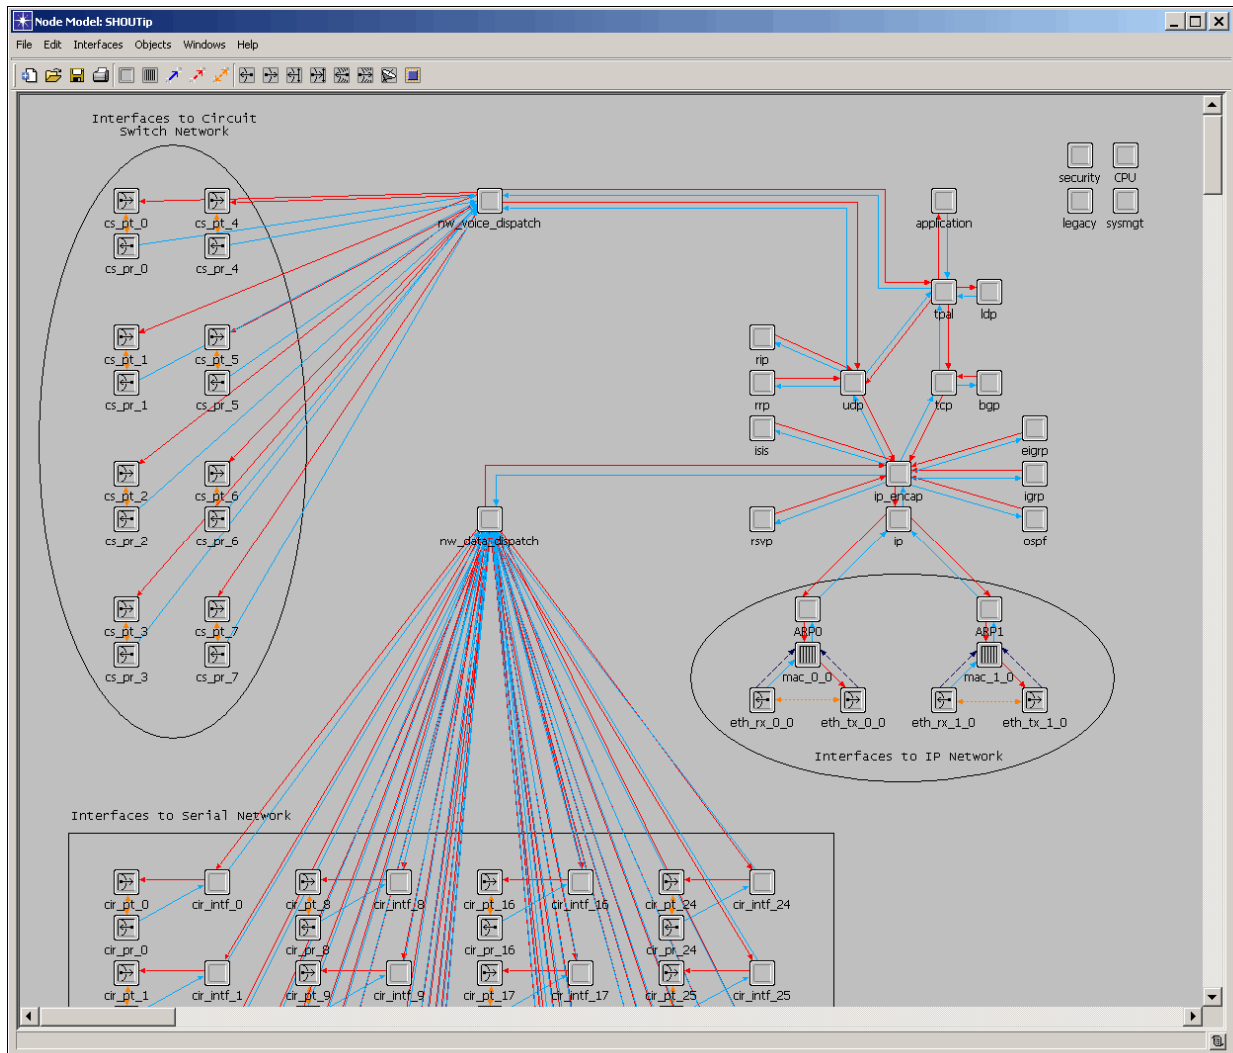 Node Model: SHOUTip
File Edit Interfaces Objects Windows Help
Interfaces to Circuit
Switch Network
security CPU
legacy sysmgt
cs_pt_0 cs_pt_4 nw_voice_dispatch application
cs_pr_0 cs_pr_4
tpal ldp
cs_pt_1 cs_pt_5 rip
cs_pr_1 cs_pr_5 rrp udp tcp bgp
isis eigrp
cs_pt_2 cs_pt_6 ip_encap igrp
cs_pr_2 cs_pr_6 nw_data_dispatch rsvp ip ospf
cs_pt_3 cs_pt_7 ARP0 ARP1
cs_pr_3 cs_pr_7 mac_0_0 mac_1_0
eth_rx_0_0 eth_tx_0_0 eth_rx_1_0 eth_tx_1_0
Interfaces to IP Network
Interfaces to Serial Network
cir_pt_0 cir_intf_0 cir_pt_8 cir_intf_8 cir_pt_16 cir_intf_16 cir_pt_24 cir_intf_24
cir_pr_0 cir_pr_8 cir_pr_16 cir_pr_24
cir_pt_1 cir_intf_1 cir_pt_9 cir_intf_9 cir_pt_17 cir_intf_17 cir_pt_25 cir_intf_25